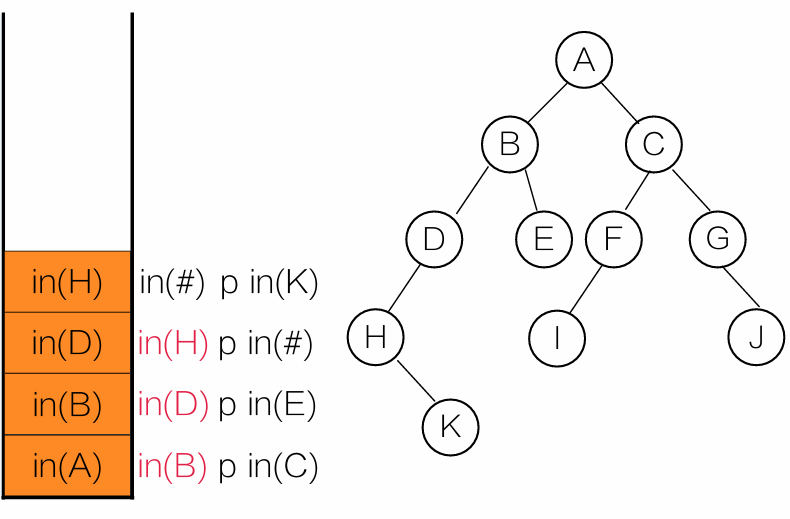 A
B
C
D
E
F
G
in(H) in(#) p in(K)
H
I
J
in(D) in(H) p in(#)
in(B) in(D) p in(E)
K
in(A) in(B) p in(C)